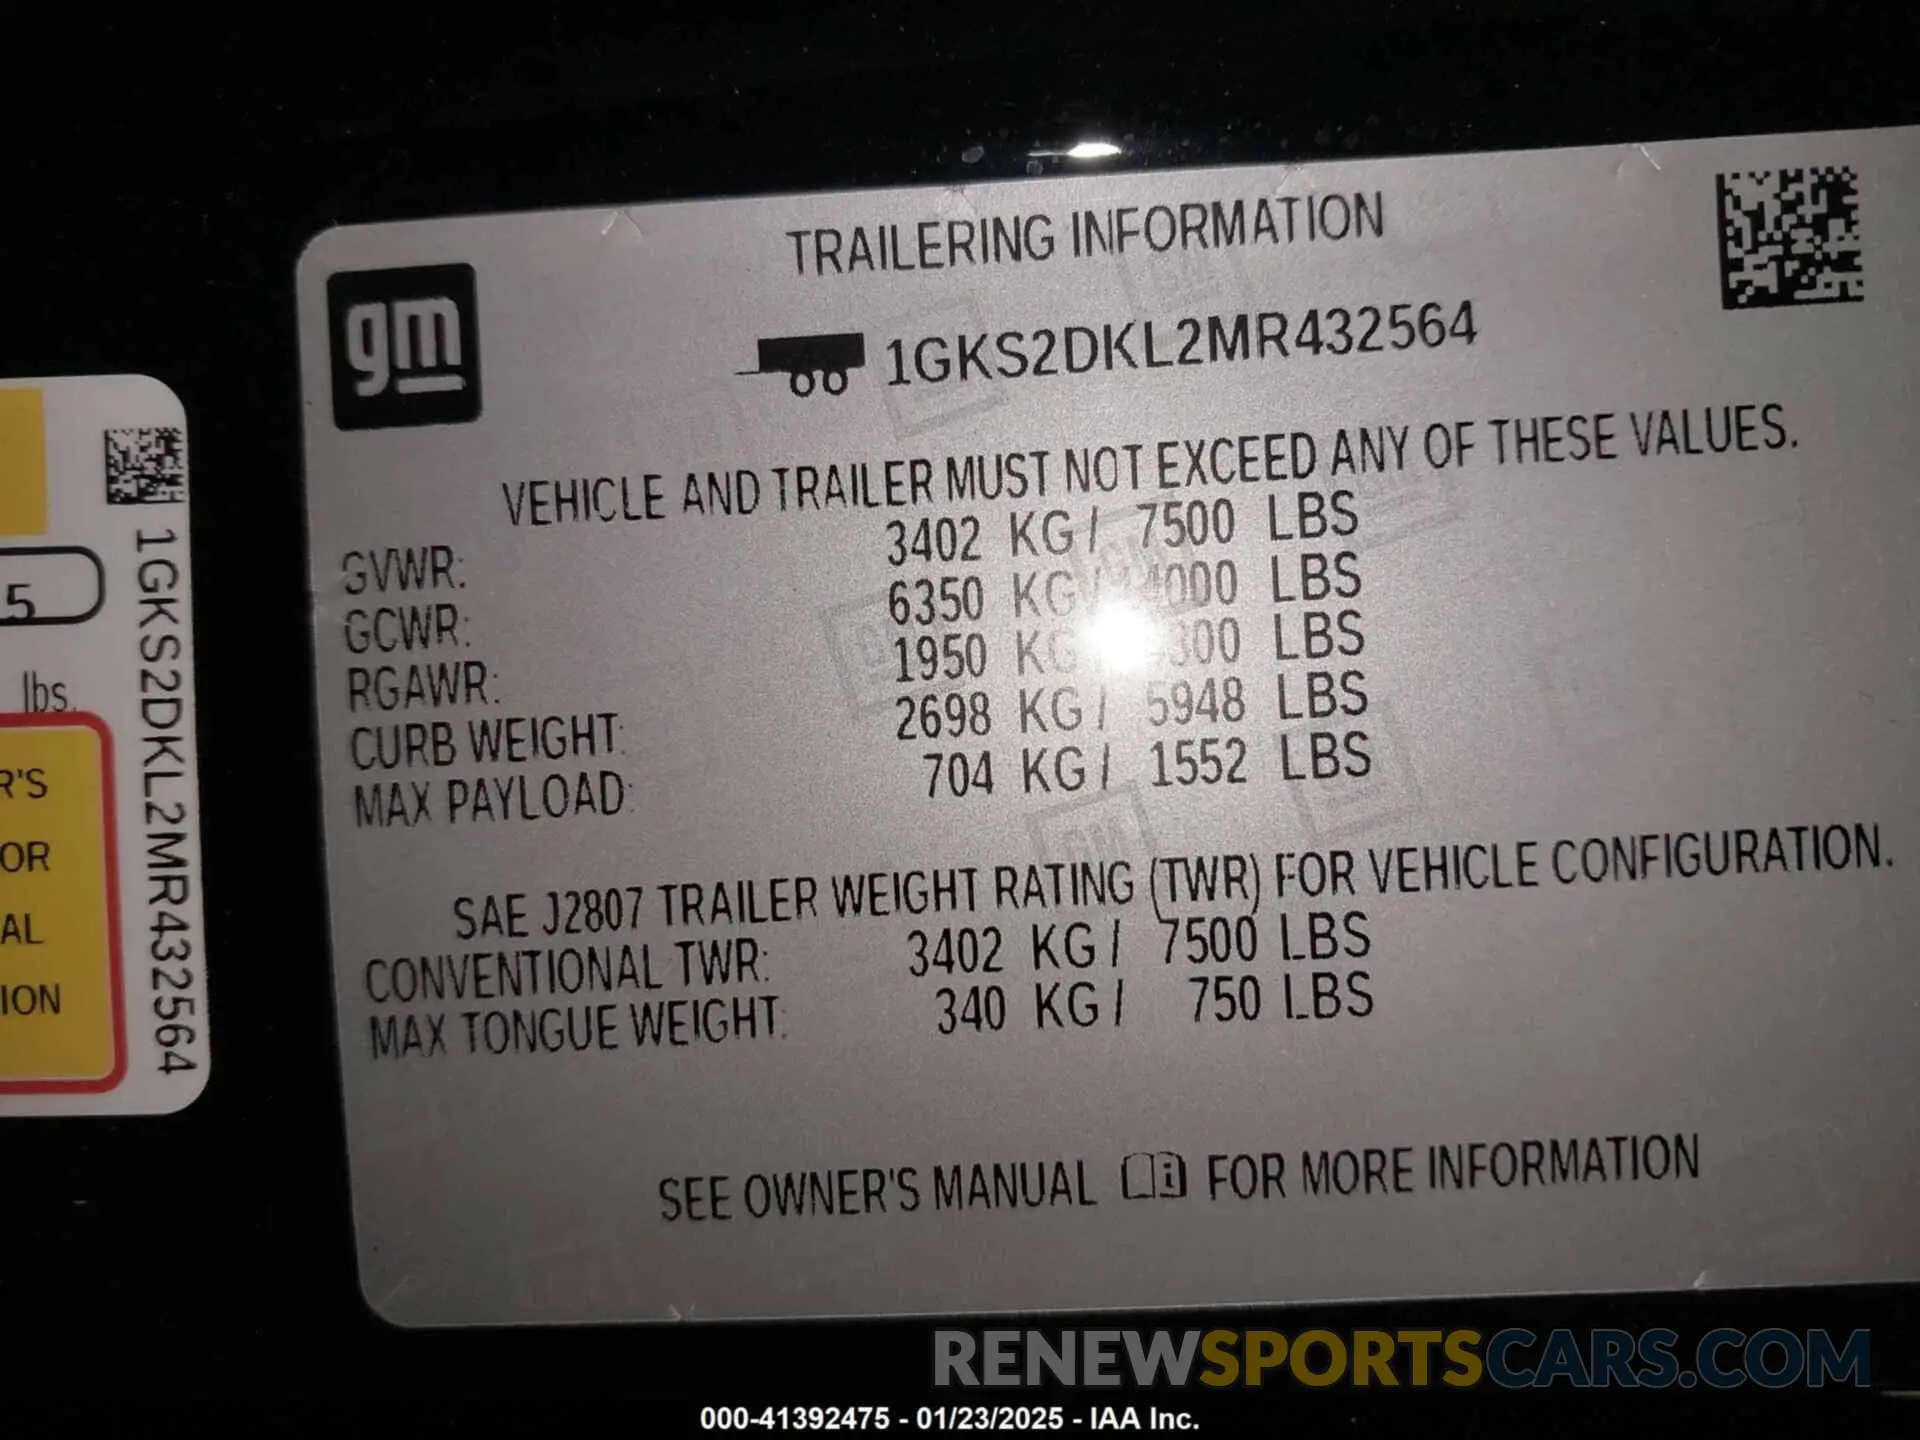 gm
TRAILERING INFORMATION
1GKS2DKL2MR432564
VEHICLE AND TRAILER MUST NOT EXCEED ANY OF THESE VALUES.
GVWR: 3402 KG / 7500 LBS
GCWR: 6350 KG LBS
RGAWR: 1950 KG LBS
CURB WEIGHT: 2698 KG / 5948 LBS
MAX PAYLOAD: 704 KG / 1552 LBS
SAE J2807 TRAILER WEIGHT RATING (TWR) FOR VEHICLE CONFIGURATION.
CONVENTIONAL TWR: 3402 KG / 7500 LBS
MAX TONGUE WEIGHT: 340 KG / 750 LBS
SEE OWNER'S MANUAL FOR MORE INFORMATION
5
lbs.
R'S
OR
AL
ION
1GKS2DKL2MR432564
RENEWSPORTSCARS.COM
000-41392475 - 01/23/2025 - IAA Inc.